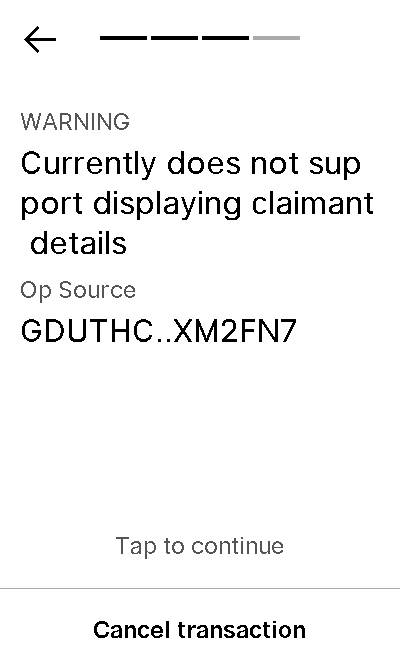 WARNING
Currently does not sup
port displaying claimant
details
Op Source
GDUTHC..XM2FN7
Tap to continue
Cancel transaction